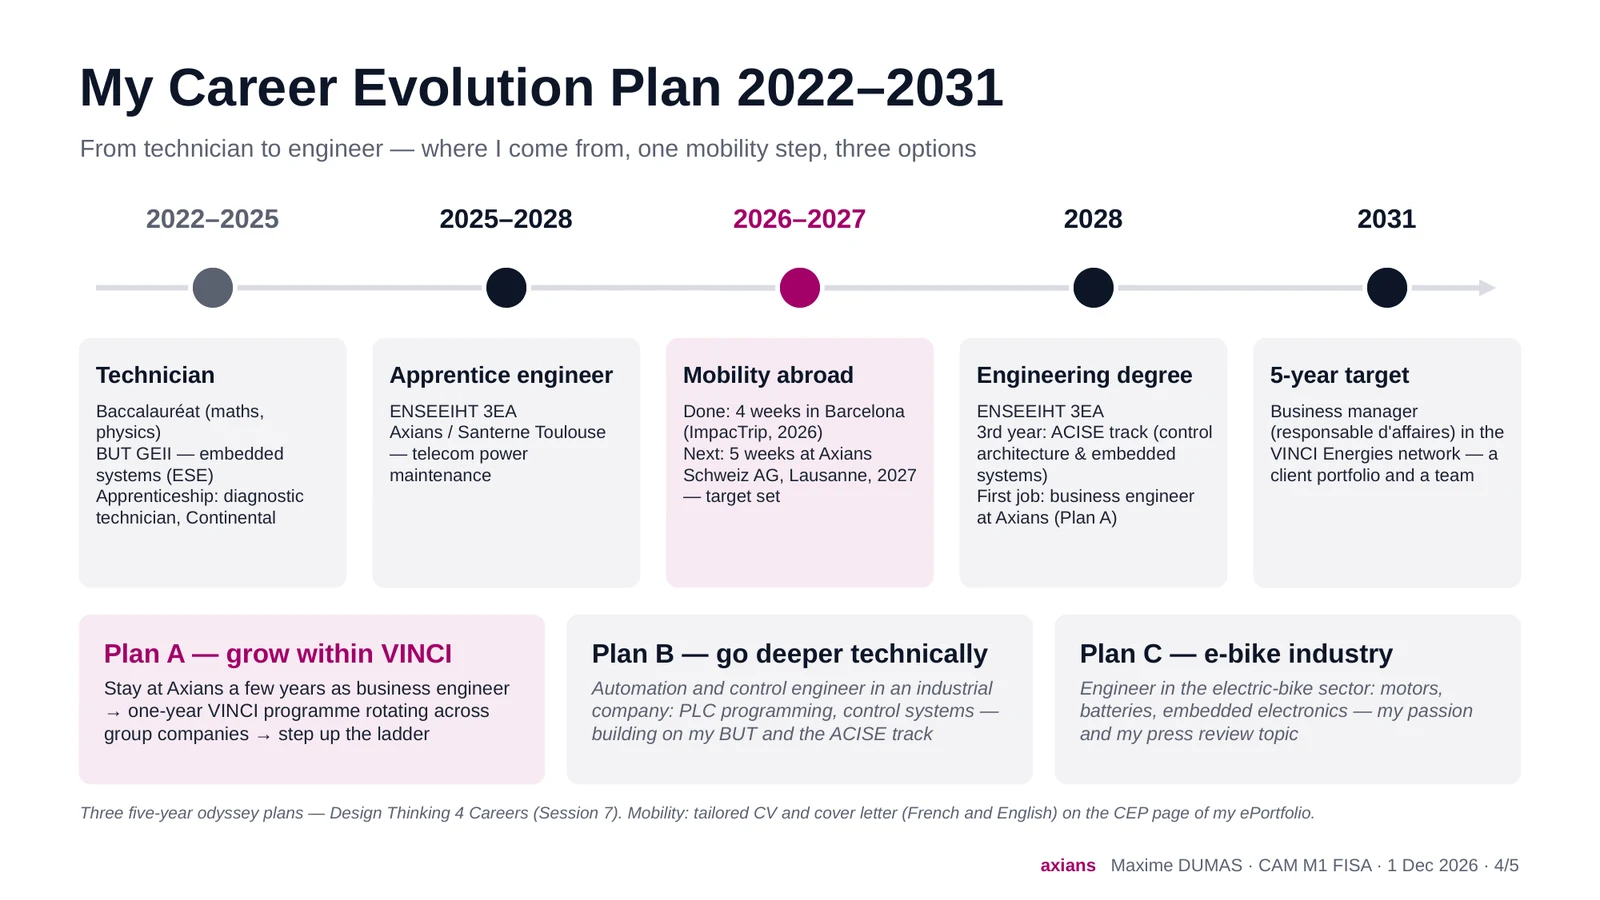 My Career Evolution Plan 2022–2031
From technician to engineer — where I come from, one mobility step, three options
2022–2025
2025–2028
2026–2027
2028
2031
Technician
Baccalauréat (maths,
physics)
BUT GEII — embedded
systems (ESE)
Apprenticeship: diagnostic
technician, Continental
Apprentice engineer
ENSEEIHT 3EA
Axians / Santerne Toulouse
— telecom power
maintenance
Mobility abroad
Done: 4 weeks in Barcelona
(ImpacTrip, 2026)
Next: 5 weeks at Axians
Schweiz AG, Lausanne, 2027
— target set
Engineering degree
ENSEEIHT 3EA
3rd year: ACISE track (control
architecture & embedded
systems)
First job: business engineer
at Axians (Plan A)
5-year target
Business manager
(responsable d'affaires) in the
VINCI Energies network — a
client portfolio and a team
Plan A — grow within VINCI
Stay at Axians a few years as business engineer
→ one-year VINCI programme rotating across
group companies → step up the ladder
Plan B — go deeper technically
Automation and control engineer in an industrial
company: PLC programming, control systems —
building on my BUT and the ACISE track
Plan C — e-bike industry
Engineer in the electric-bike sector: motors,
batteries, embedded electronics — my passion
and my press review topic
Three five-year odyssey plans — Design Thinking 4 Careers (Session 7). Mobility: tailored CV and cover letter (French and English) on the CEP page of my ePortfolio.
axians Maxime DUMAS · CAM M1 FISA · 1 Dec 2026 · 4/5